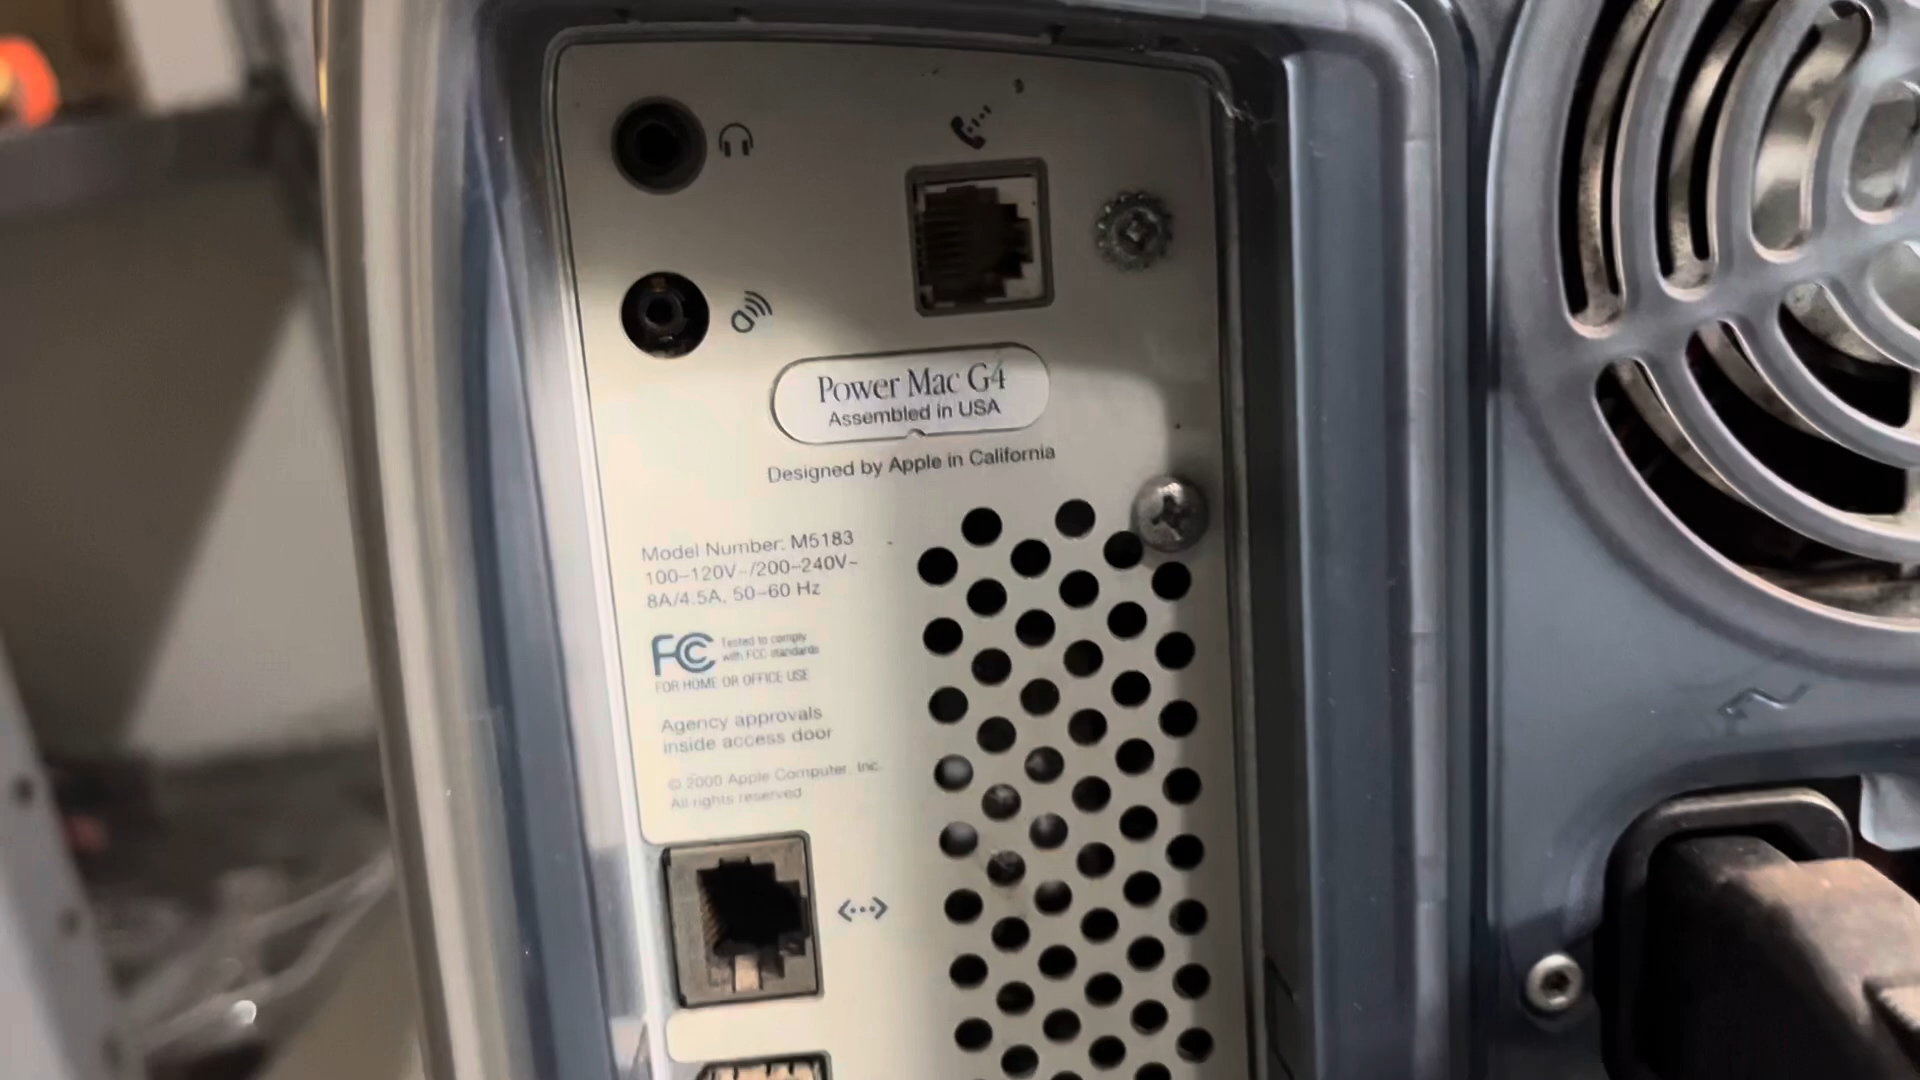 Power Mac G4
Assembled in USA
Designed by Apple in California
Model Number: M5183
100–120V~/200–240V~
8A/4.5A, 50–60 Hz
FC Tested to comply
with FCC standards
FOR HOME OR OFFICE USE
Agency approvals
inside access door
© 2000 Apple Computer, Inc.
All rights reserved